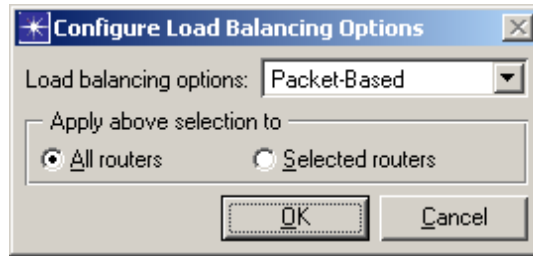 Configure Load Balancing Options
Load balancing options: Packet-Based
Apply above selection to
All routers Selected routers
OK Cancel